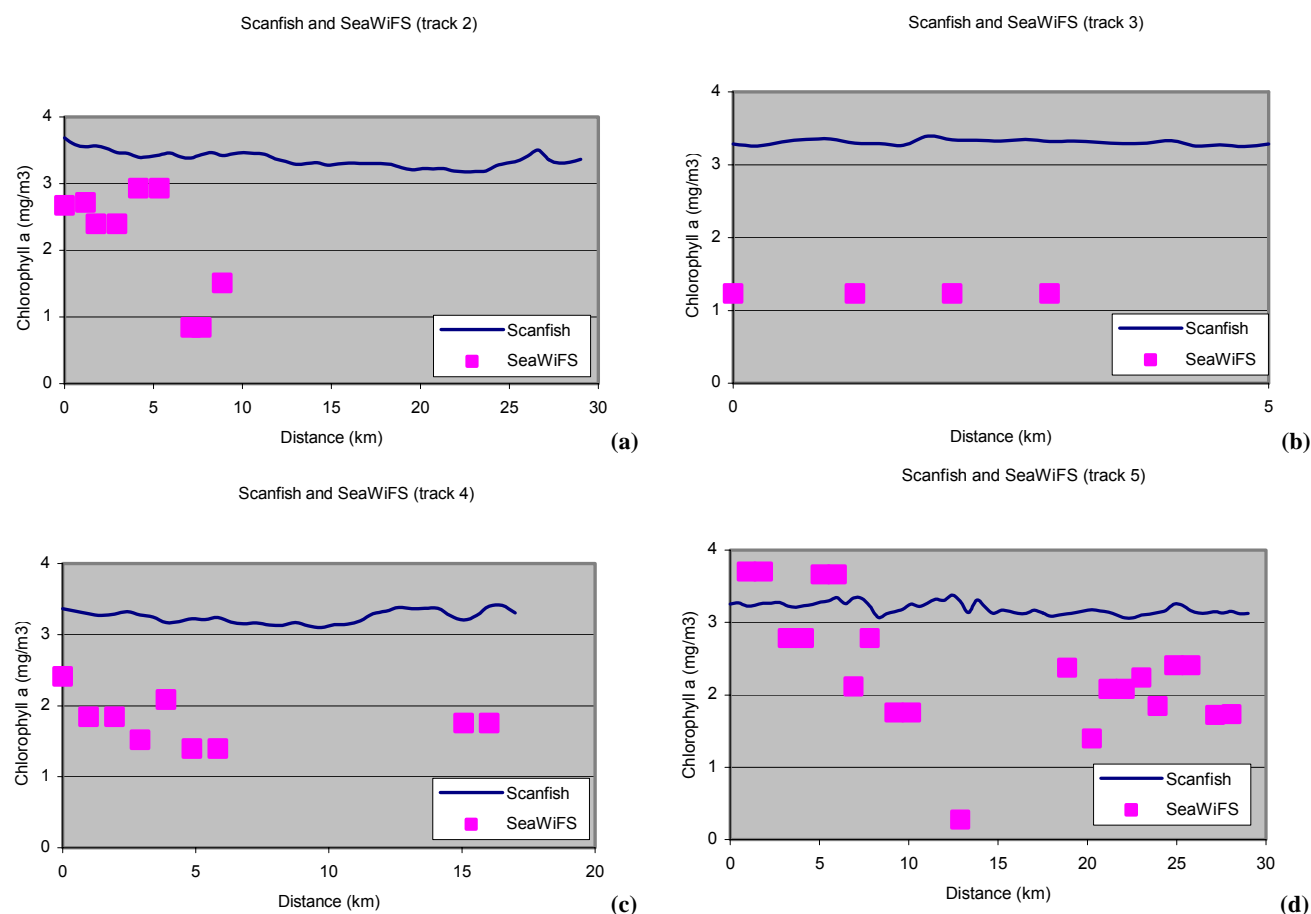 Scanfish and SeaWiFS (track 2)
4
3
2
1
0
Chlorophyll a (mg/m3)
Scanfish
SeaWiFS
0 5 10 15 20 25 30
Distance (km)
(a)
Scanfish and SeaWiFS (track 3)
4
3
2
1
0
Chlorophyll a (mg/m3)
Scanfish
SeaWiFS
0 5
Distance (km)
(b)
Scanfish and SeaWiFS (track 4)
4
3
2
1
0
Chlorophyll a (mg/m3)
Scanfish
SeaWiFS
0 5 10 15 20
Distance (km)
(c)
Scanfish and SeaWiFS (track 5)
4
3
2
1
0
Chlorophyll a (mg/m3)
Scanfish
SeaWiFS
0 5 10 15 20 25 30
Distance (km)
(d)